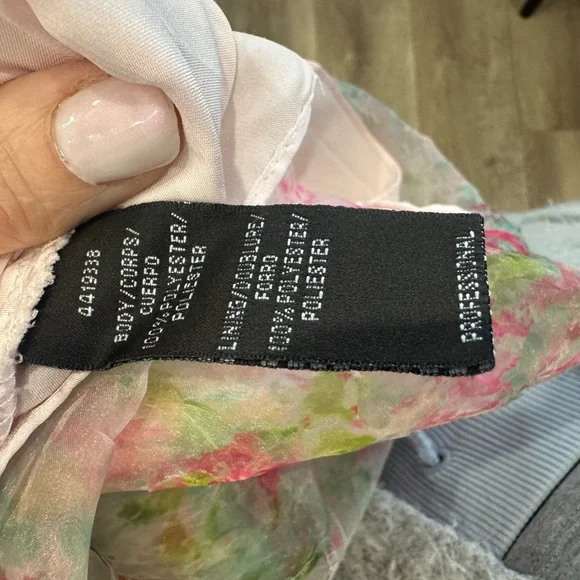 4419338
BODY/CORPS/
CUERPO
100% POLYESTER/
POLIESTER
LINING/DOUBLURE/
FORRO
100% POLYESTER/
POLIESTER
PROFESSIONAL